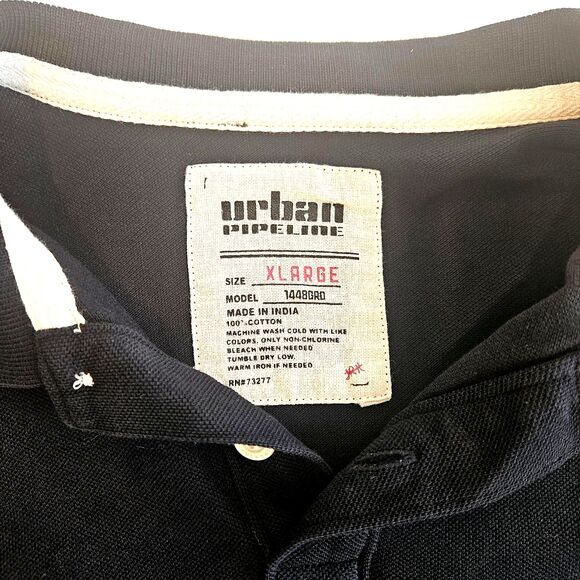 urban
PIPELINE
SIZE XLARGE
MODEL 1448GRD
MADE IN INDIA
100%COTTON
MACHINE WASH COLD WITH LIKE
COLORS, ONLY NON-CHLORINE
BLEACH WHEN NEEDED
TUMBLE DRY LOW,
WARM IRON IF NEEDED
RN#73277